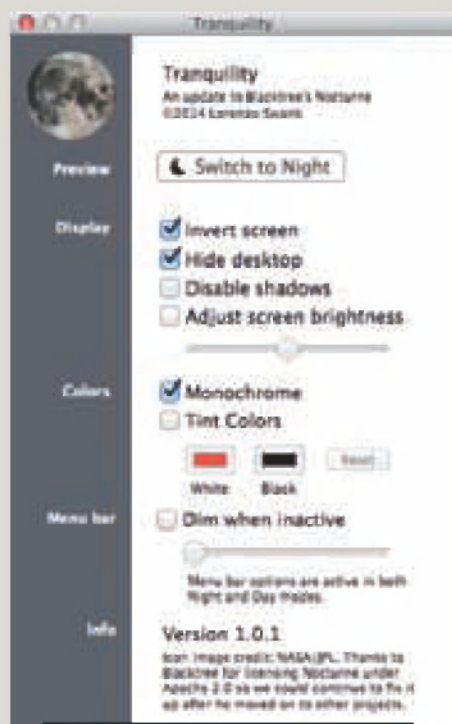 Tranquility
Tranquility
An update to Blacktree's Nocturne
©2014 Lorenzo
Preview
Switch to Night
Display
Invert screen
Hide desktop
Disable shadows
Adjust screen brightness
Colors
Monochrome
Tint Colors
Reset
White Black
Menu bar
Dim when inactive
Menu bar options are active in both
Night and Day modes.
Info
Version 1.0.1
Icon image credit: NASA/JPL. Thanks to
Blacktree for licensing Nocturne under
Apache 2.0 so we could continue to fix it
up after he moved on to other projects.